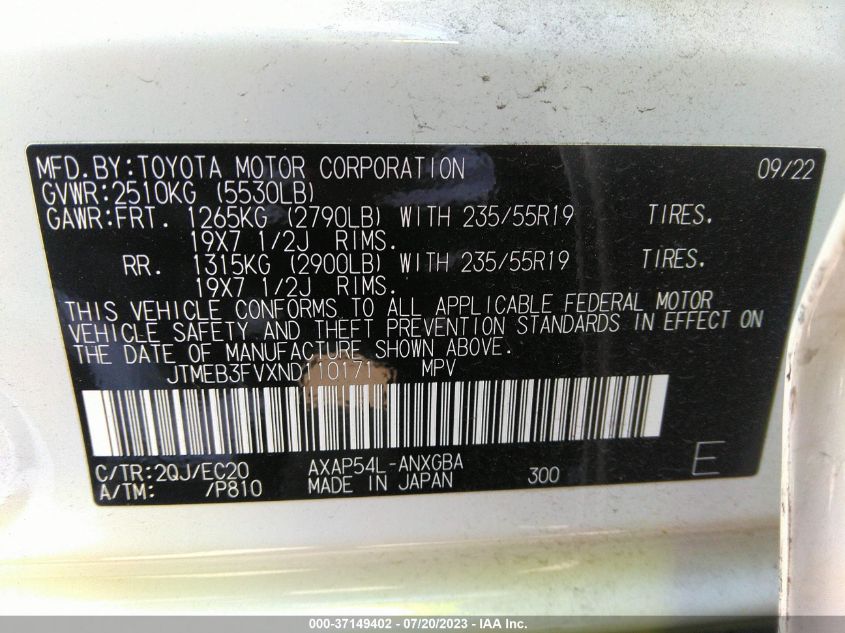 MFD.BY:TOYOTA MOTOR CORPORATION 09/22
GVWR:2510KG (5530LB)
GAWR:FRT. 1265KG (2790LB) WITH 235/55R19 TIRES.
19X7 1/2J RIMS.
RR. 1315KG (2900LB) WITH 235/55R19 TIRES.
19X7 1/2J RIMS.
THIS VEHICLE CONFORMS TO ALL APPLICABLE FEDERAL MOTOR
VEHICLE SAFETY AND THEFT PREVENTION STANDARDS IN EFFECT ON
THE DATE OF MANUFACTURE SHOWN ABOVE.
JTMEB3FVXND110171 MPV
C/TR:2QJ/EC20 AXAP54L-ANXGBA
A/TM: /P810 MADE IN JAPAN 300 E
000-37149402 - 07/20/2023 - IAA Inc.